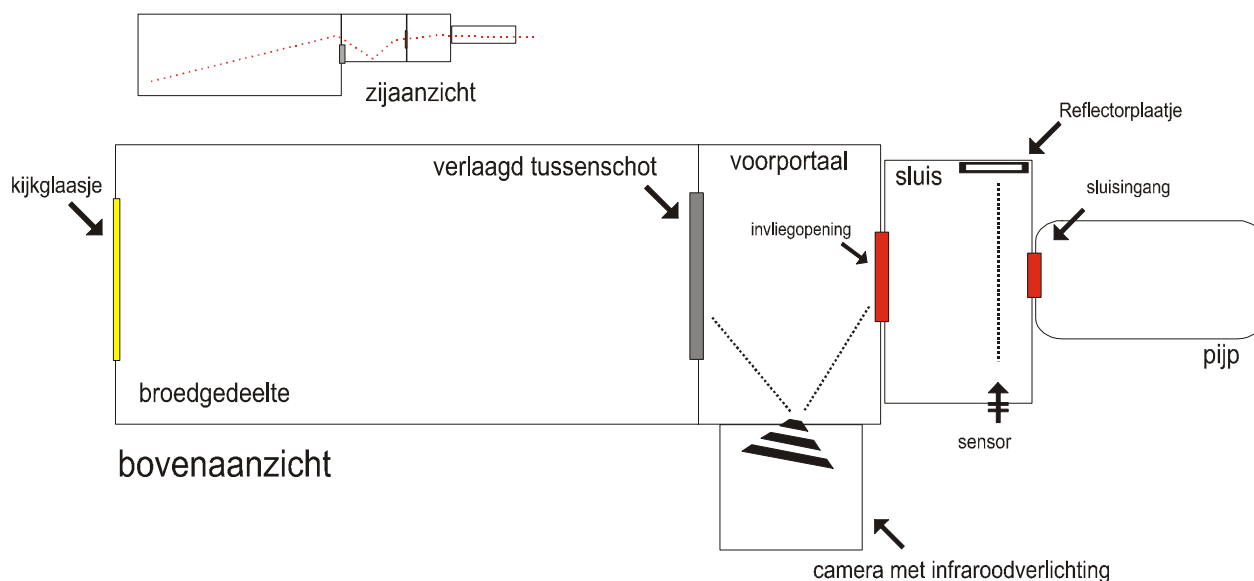 zijaanzicht
Reflectorplaatje
kijkglaasje
verlaagd tussenschot
voorportaal
sluis
sluisingang
invliegopening
broedgedeelte
pijp
sensor
bovenaanzicht
camera met infraroodverlichting